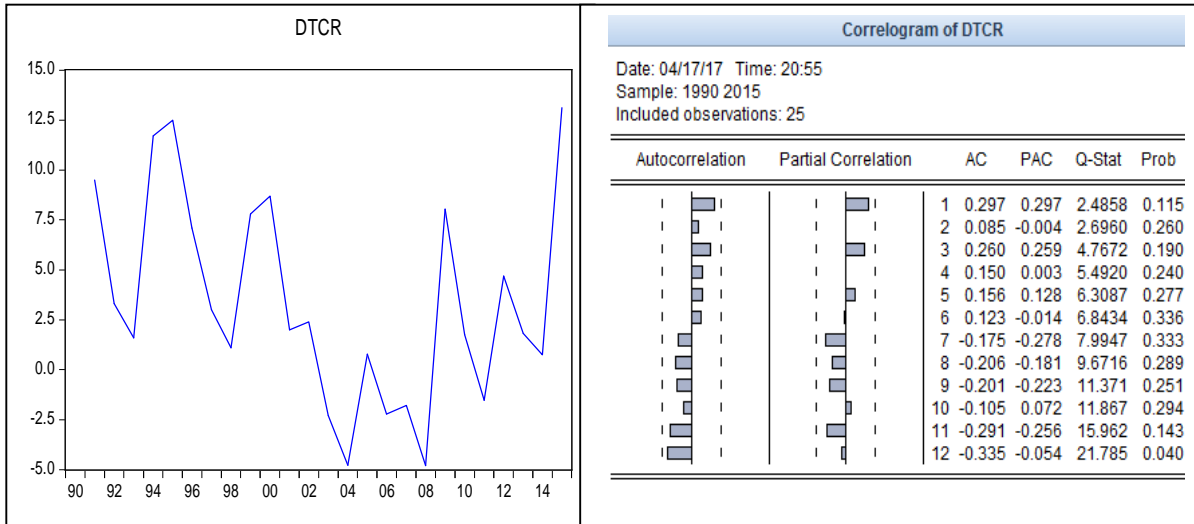 DTCR
15.0
12.5
10.0
7.5
5.0
2.5
0.0
-2.5
-5.0
90 92 94 96 98 00 02 04 06 08 10 12 14
Correlogram of DTCR
Date: 04/17/17 Time: 20:55
Sample: 1990 2015
Included observations: 25
Autocorrelation Partial Correlation AC PAC Q-Stat Prob
1 0.297 0.297 2.4858 0.115
2 0.085 -0.004 2.6960 0.260
3 0.260 0.259 4.7672 0.190
4 0.150 0.003 5.4920 0.240
5 0.156 0.128 6.3087 0.277
6 0.123 -0.014 6.8434 0.336
7 -0.175 -0.278 7.9947 0.333
8 -0.206 -0.181 9.6716 0.289
9 -0.201 -0.223 11.371 0.251
10 -0.105 0.072 11.867 0.294
11 -0.291 -0.256 15.962 0.143
12 -0.335 -0.054 21.785 0.040